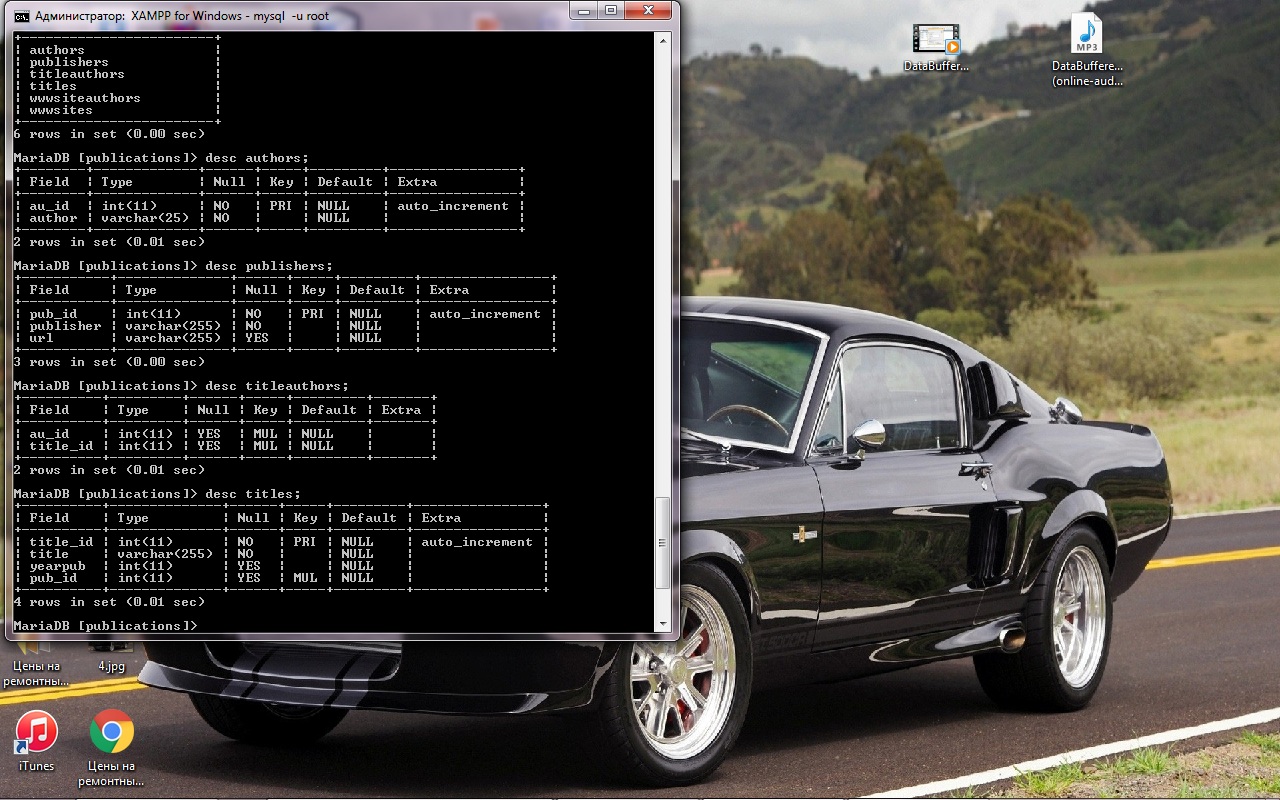 Администратор: XAMPP for Windows - mysql -u root
| authors |
| publishers |
| titleauthors |
| titles |
| wwwsiteauthors |
| wwwsites |
6 rows in set (0.00 sec)
MariaDB [publications]> desc authors;
| Field | Type | Null | Key | Default | Extra |
| au_id | int(11) | NO | PRI | NULL | auto_increment |
| author | varchar(25) | NO | | NULL | |
2 rows in set (0.01 sec)
MariaDB [publications]> desc publishers;
| Field | Type | Null | Key | Default | Extra |
| pub_id | int(11) | NO | PRI | NULL | auto_increment |
| publisher | varchar(255) | NO | | NULL | |
| url | varchar(255) | YES | | NULL | |
3 rows in set (0.00 sec)
MariaDB [publications]> desc titleauthors;
| Field | Type | Null | Key | Default | Extra |
| au_id | int(11) | YES | MUL | NULL | |
| title_id | int(11) | YES | MUL | NULL | |
2 rows in set (0.01 sec)
MariaDB [publications]> desc titles;
| Field | Type | Null | Key | Default | Extra |
| title_id | int(11) | NO | PRI | NULL | auto_increment |
| title | varchar(255) | NO | | NULL | |
| yearpub | int(11) | YES | | NULL | |
| pub_id | int(11) | YES | MUL | NULL | |
4 rows in set (0.01 sec)
MariaDB [publications]>
DataBuffer...
MP3
DataBuffere...
(online-aud...
Цены на
ремонтны...
4.jpg
iTunes
Цены на
ремонтны...